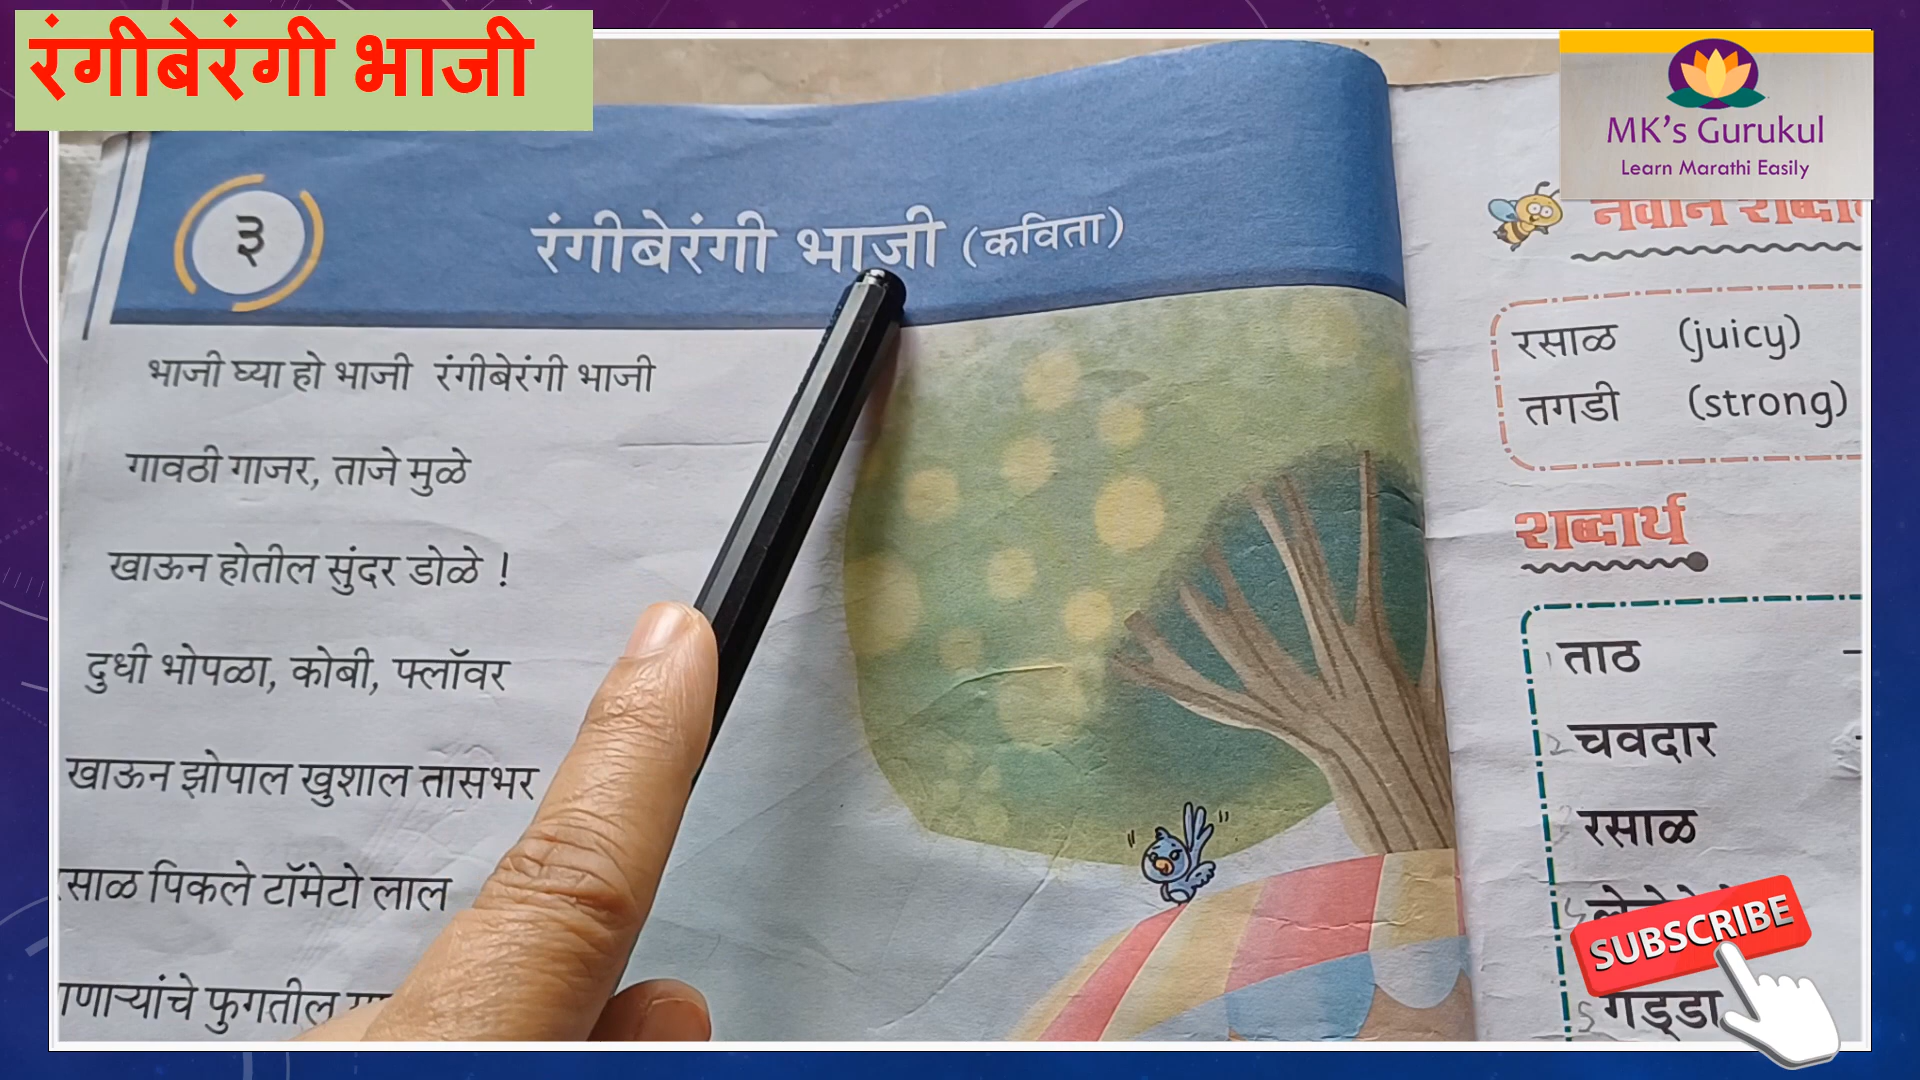 रंगीबेरंगी भाजी
MK's Gurukul
Learn Marathi Easily
३
रंगीबेरंगी भाजी (कविता)
भाजी घ्या हो भाजी रंगीबेरंगी भाजी
गावठी गाजर, ताजे मुळे
खाऊन होतील सुंदर डोळे !
दुधी भोपळा, कोबी, फ्लॉवर
खाऊन झोपाल खुशाल तासभर
रसाळ पिकले टॉमेटो लाल
फुगतील
रसाळ (juicy)
तगडी (strong)
शब्दार्थ
ताठ -
चवदार -
रसाळ
SUBSCRIBE
गड्डा